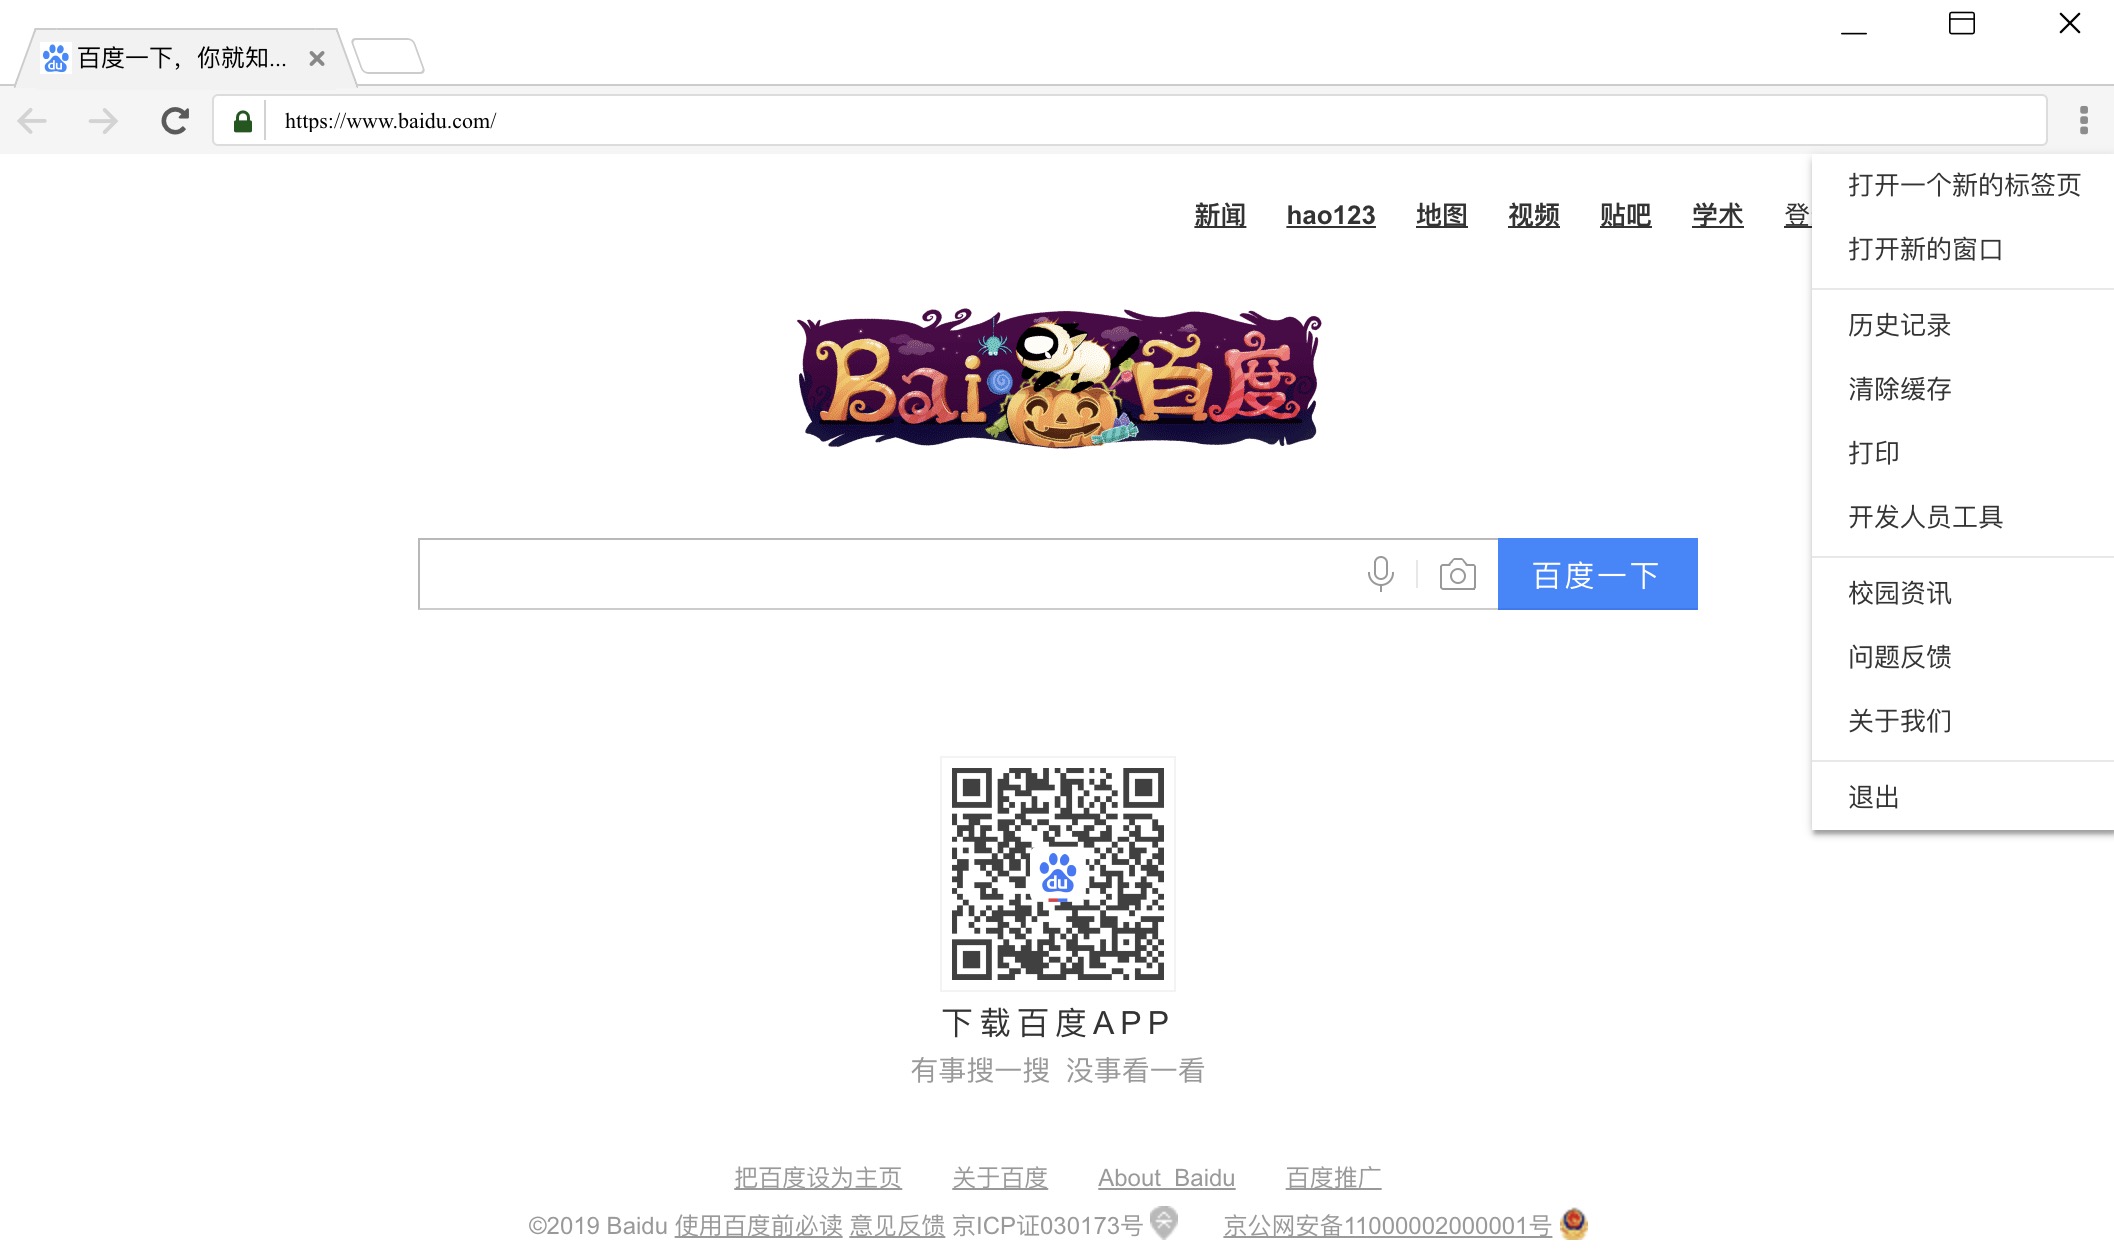 百度一下，你就知...
https://www.baidu.com/
新闻 hao123 地图 视频 贴吧 学术 登
打开一个新的标签页
打开新的窗口
历史记录
清除缓存
打印
开发人员工具
校园资讯
问题反馈
关于我们
退出
Bai 百度
百度一下
du
下载百度APP
有事搜一搜 没事看一看
把百度设为主页 关于百度 About Baidu 百度推广
©2019 Baidu 使用百度前必读 意见反馈 京ICP证030173号 京公网安备11000002000001号